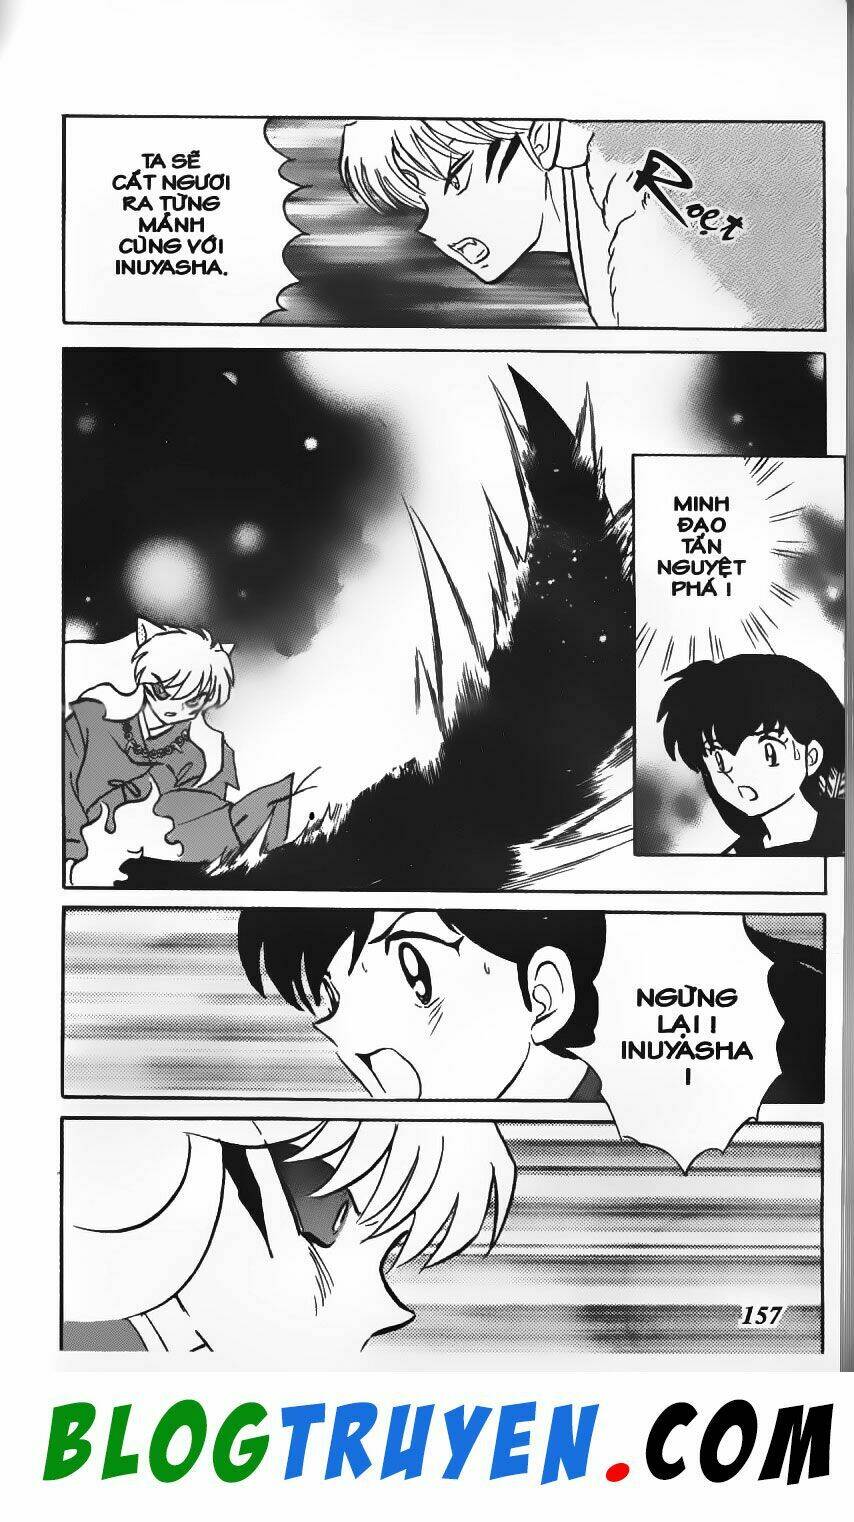 TA SẼ
CẮT NGƯƠI
RA TỪNG
MẢNH
CÙNG VỚI
INUYASHA.
Roẹt
MINH
ĐẠO
TẨN
NGUYỆT
PHÁ !
NGỪNG
LẠI !
INUYASHA
!
157
BLOGTRUYEN.COM